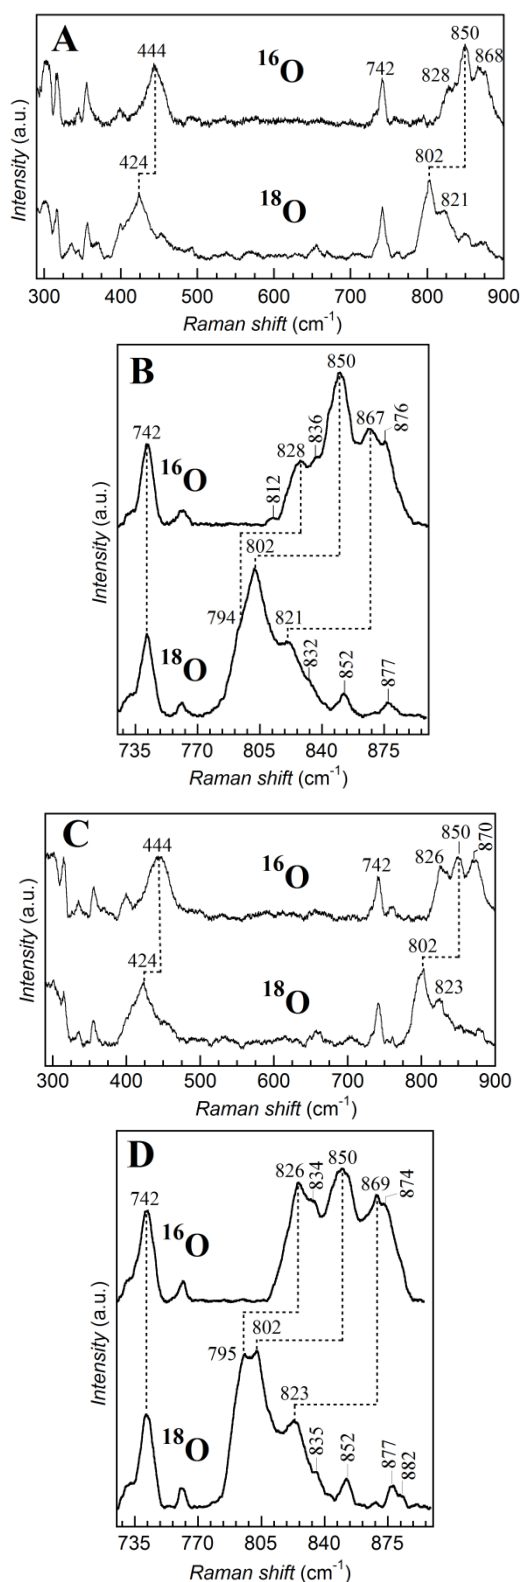 A
444
16O
742
828
850
868
424
18O
802
821
Intensity (a.u.)
300 400 500 600 700 800 900
Raman shift (cm-1)
B
742
16O
812
828
836
850
867
876
794
802
821
832
852
877
18O
Intensity (a.u.)
735 770 805 840 875
Raman shift (cm-1)
C
444
16O
742
826
850
870
424
18O
802
823
Intensity (a.u.)
300 400 500 600 700 800 900
Raman shift (cm-1)
D
742
16O
826
834
850
869
874
795
802
823
835
852
877
882
18O
Intensity (a.u.)
735 770 805 840 875
Raman shift (cm-1)